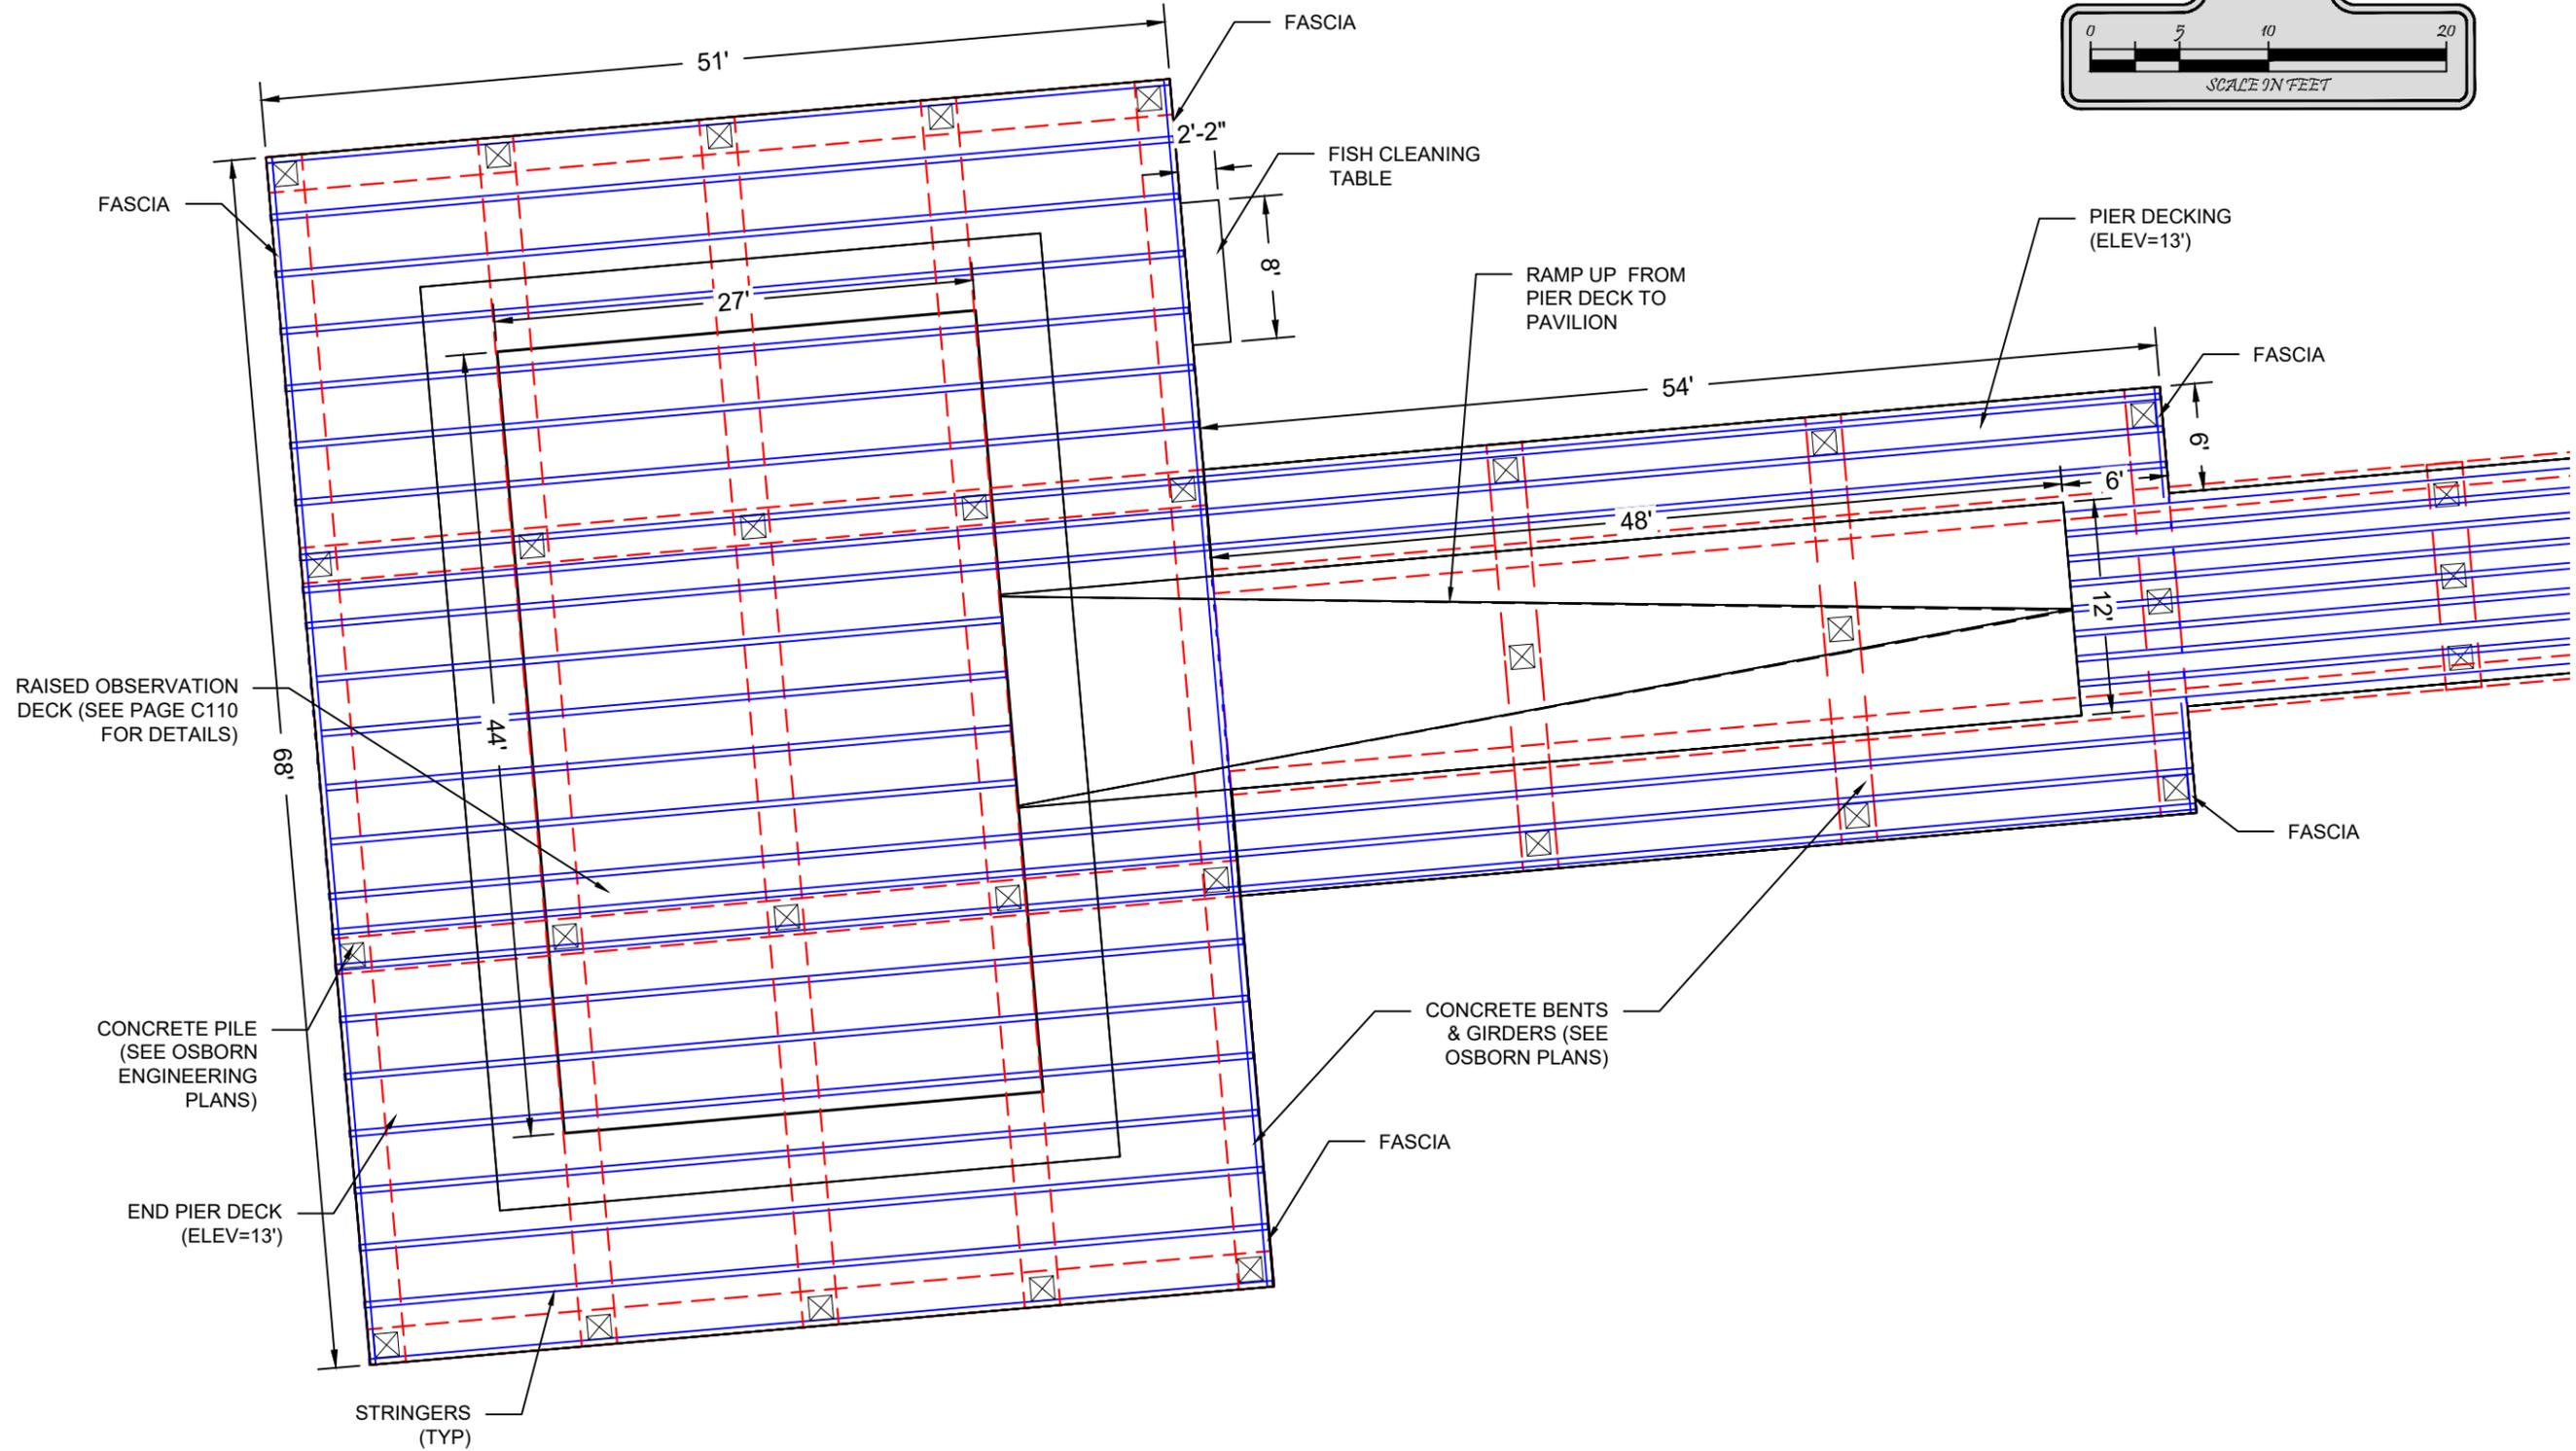 0 5 10 20
SCALE IN FEET
51'
FASCIA
2'-2"
FISH CLEANING
TABLE
FASCIA
8'
PIER DECKING
(ELEV=13')
RAMP UP FROM
PIER DECK TO
PAVILION
27'
54'
FASCIA
6'
6'
48'
12'
RAISED OBSERVATION
DECK (SEE PAGE C110
FOR DETAILS)
44'
68'
FASCIA
CONCRETE PILE
(SEE OSBORN
ENGINEERING
PLANS)
CONCRETE BENTS
& GIRDERS (SEE
OSBORN PLANS)
FASCIA
END PIER DECK
(ELEV=13')
STRINGERS
(TYP)